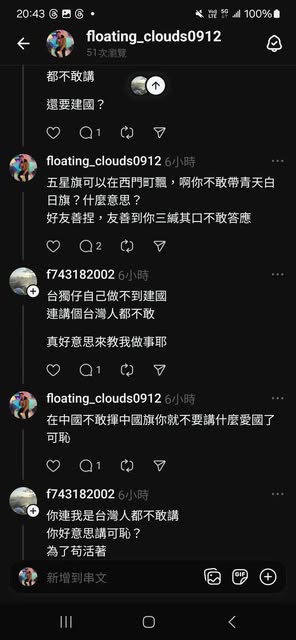 20:43
100%
floating_clouds0912
51次瀏覽
都不敢講
還要建國？
1
floating_clouds0912 6小時
五星旗可以在西門町飄，啊你不敢帶青天白
日旗？什麼意思？
好友善捏，友善到你三緘其口不敢答應
2
f743182002 6小時
台獨仔自己做不到建國
連講個台灣人都不敢
真好意思來教我做事耶
1
floating_clouds0912 6小時
在中國不敢揮中國旗你就不要講什麼愛國了
可恥
1
f743182002 6小時
你連我是台灣人都不敢講
你好意思講可恥？
為了苟活著
新增到串文
GIF